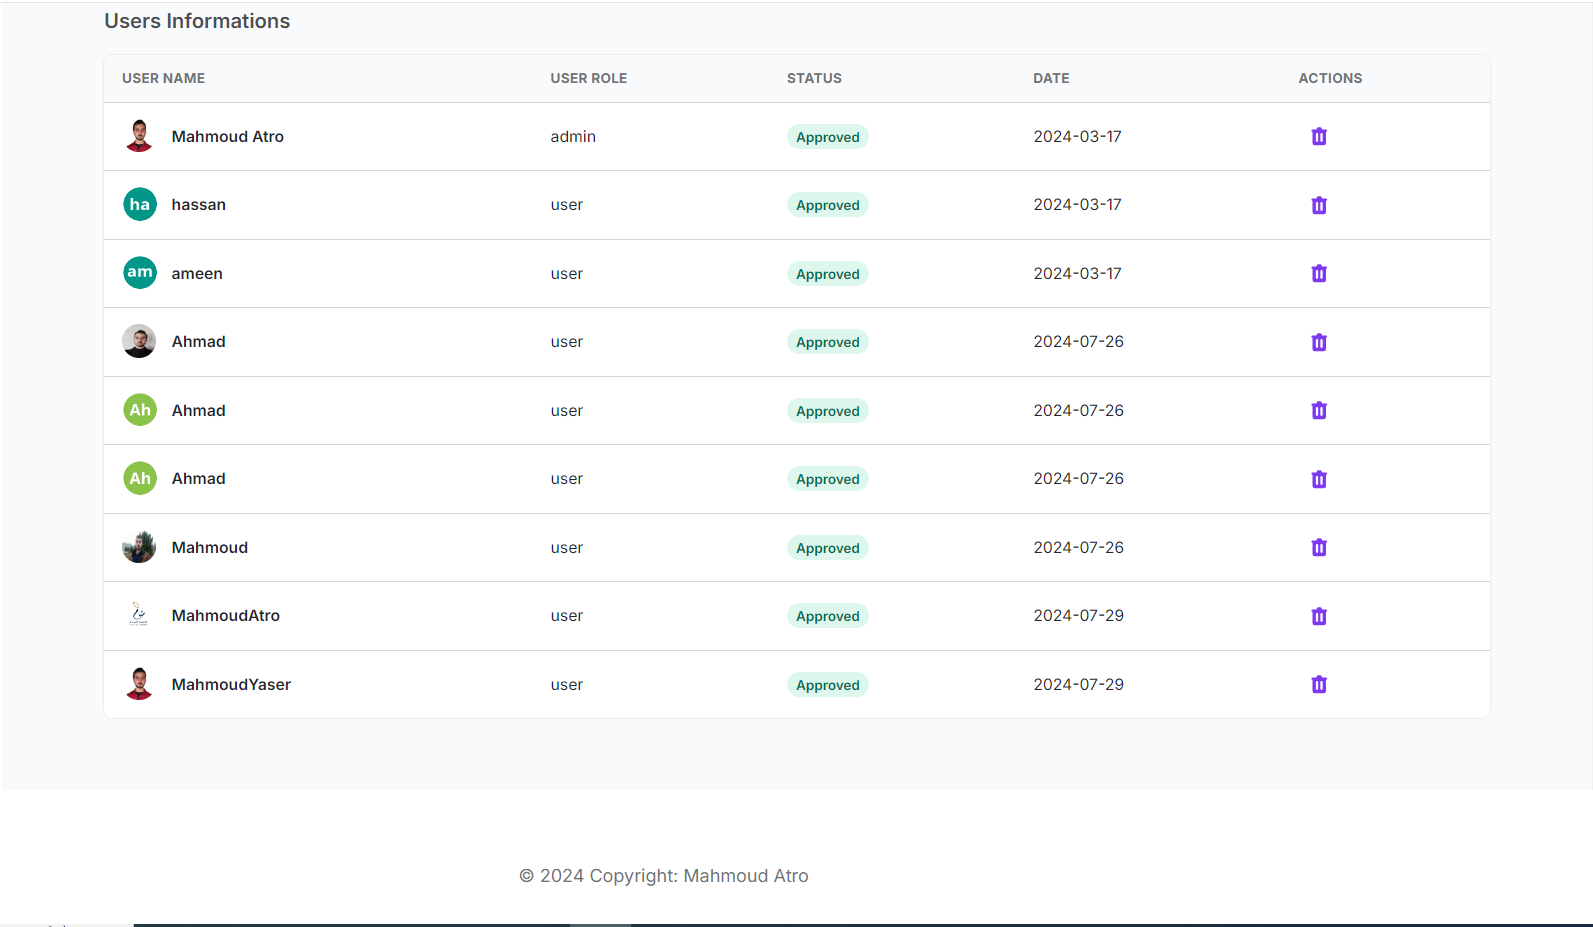 Users Informations
USER NAME USER ROLE STATUS DATE ACTIONS
Mahmoud Atro admin Approved 2024-03-17
ha hassan user Approved 2024-03-17
am ameen user Approved 2024-03-17
Ahmad user Approved 2024-07-26
Ah Ahmad user Approved 2024-07-26
Ah Ahmad user Approved 2024-07-26
Mahmoud user Approved 2024-07-26
MahmoudAtro user Approved 2024-07-29
MahmoudYaser user Approved 2024-07-29
© 2024 Copyright: Mahmoud Atro